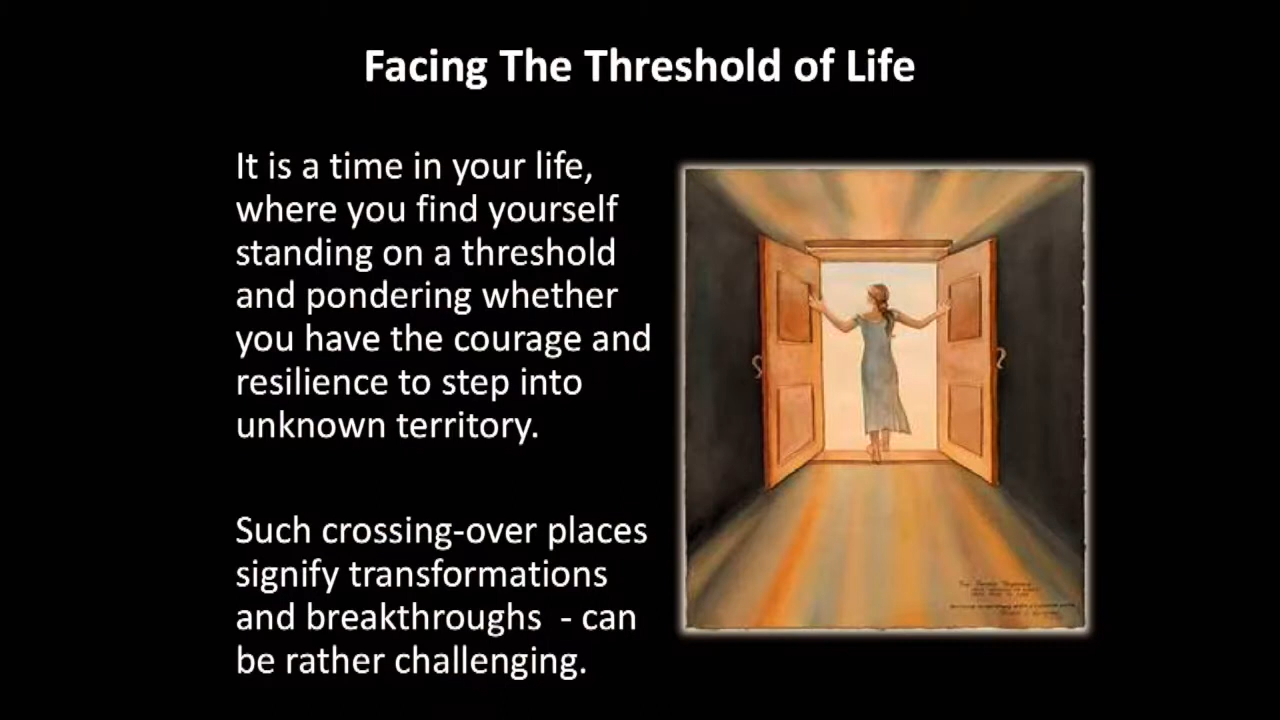 Facing The Threshold of Life
It is a time in your life,
where you find yourself
standing on a threshold
and pondering whether
you have the courage and
resilience to step into
unknown territory.
Such crossing-over places
signify transformations
and breakthroughs  - can
be rather challenging.